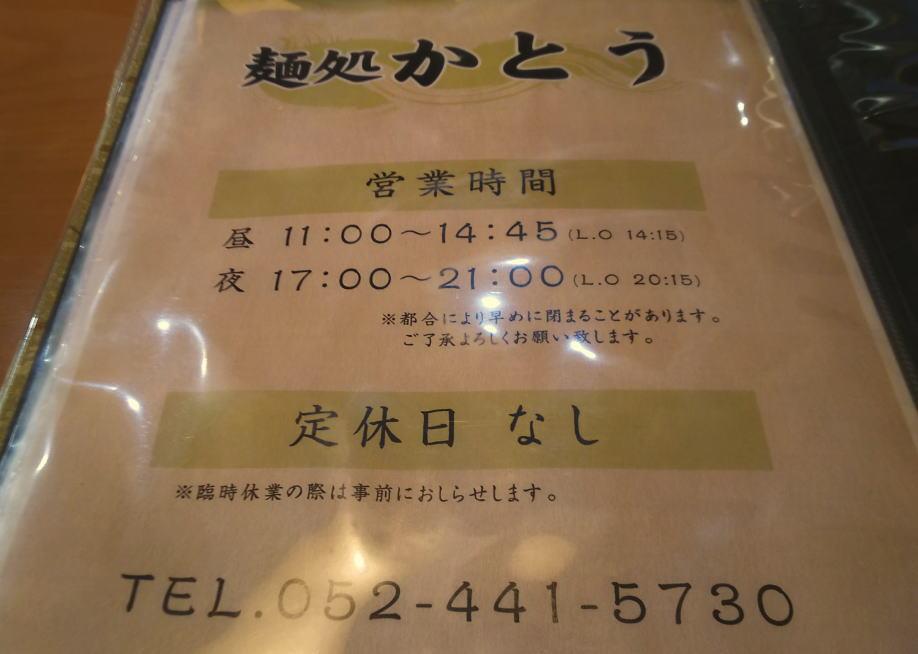 麺処かとう
営業時間
昼 11:00～14:45(L.O 14:15)
夜 17:00～21:00(L.O 20:15)
※都合により早めに閉まることがあります。
ご了承よろしくお願い致します。
定休日 なし
※臨時休業の際は事前におしらせします。
TEL.052-441-5730